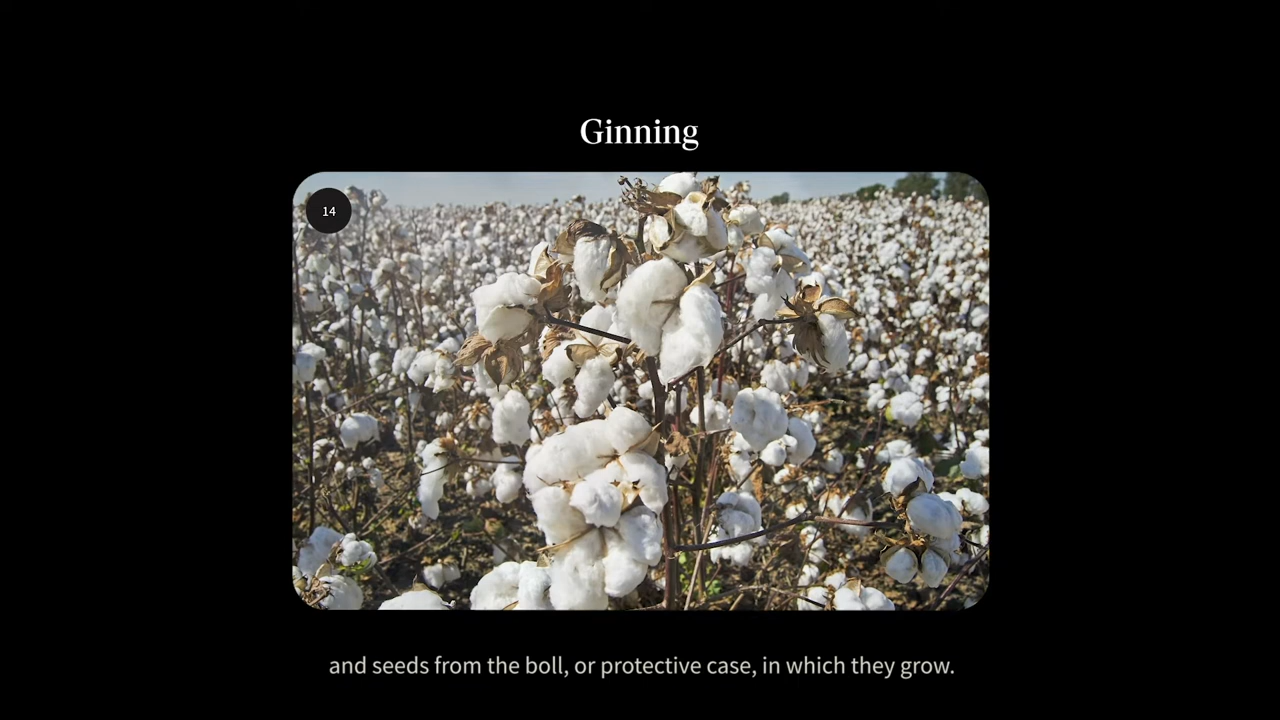 Ginning
14
and seeds from the boll, or protective case, in which they grow.